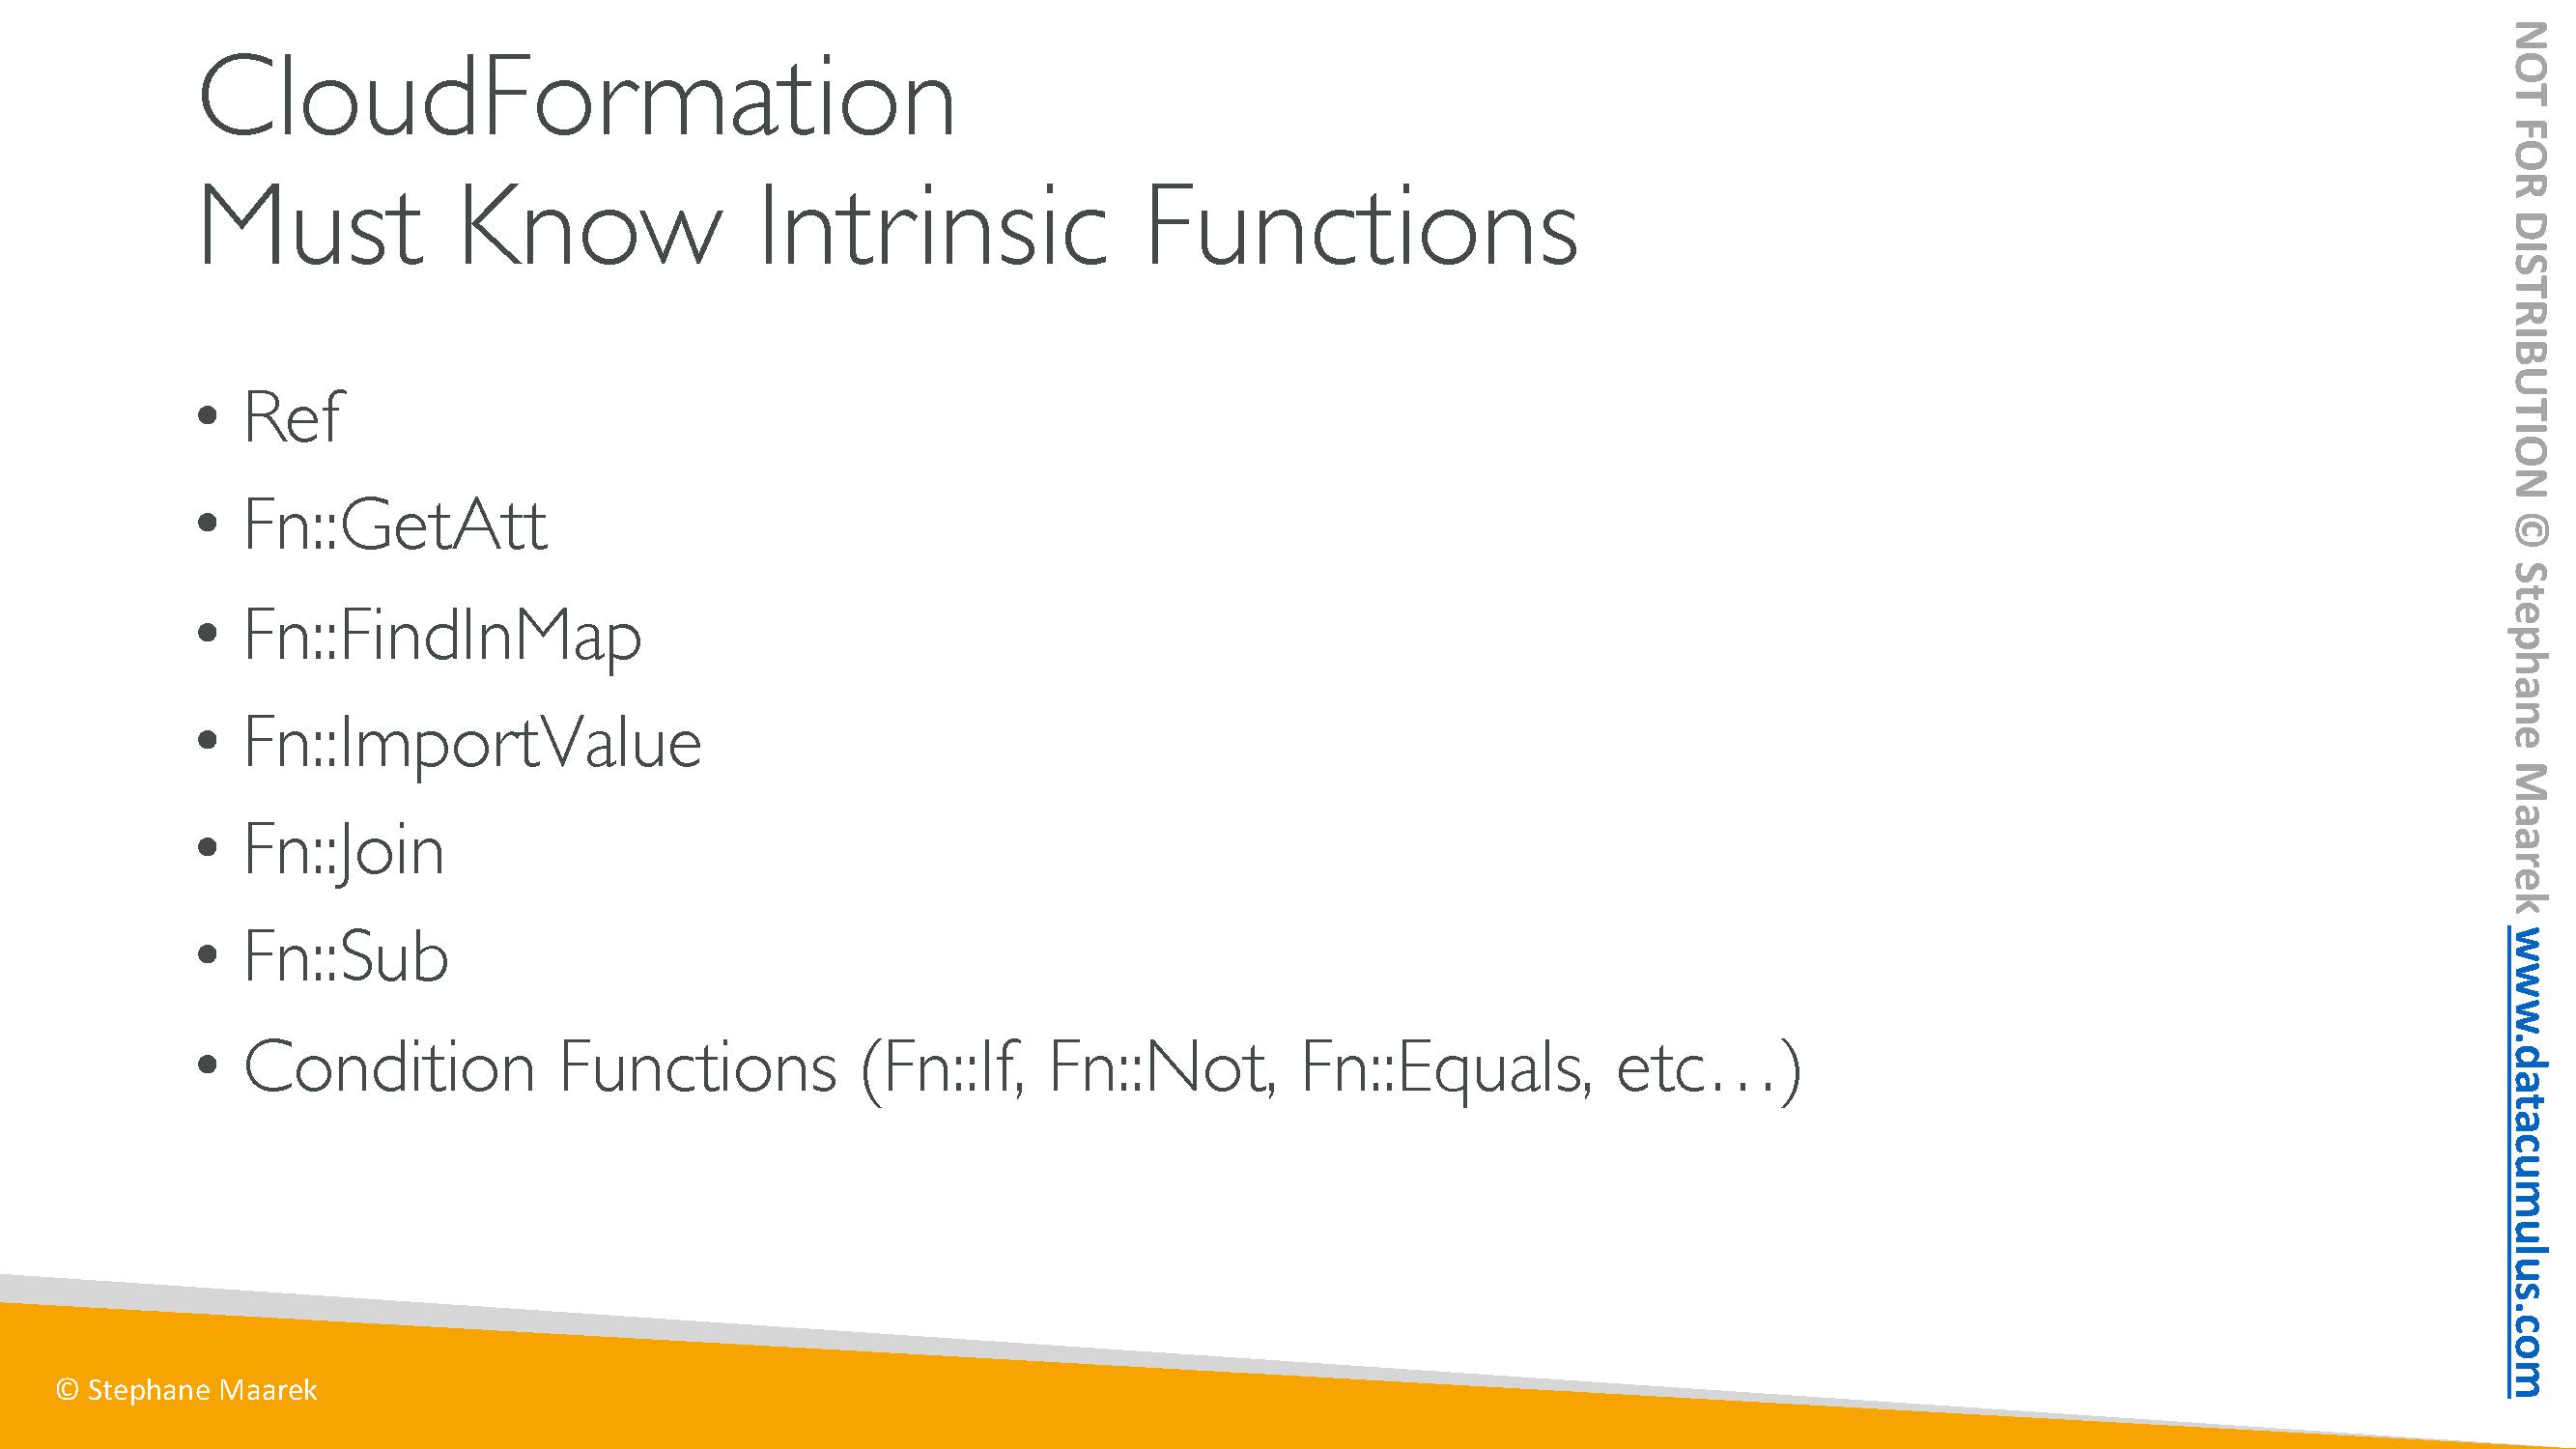 CloudFormation
Must Know Intrinsic Functions
• Ref
• Fn::GetAtt
• Fn::FindInMap
• Fn::ImportValue
• Fn::Join
• Fn::Sub
• Condition Functions (Fn::If, Fn::Not, Fn::Equals, etc…)
© Stephane Maarek
NOT FOR DISTRIBUTION © Stephane Maarek www.datacumulus.com